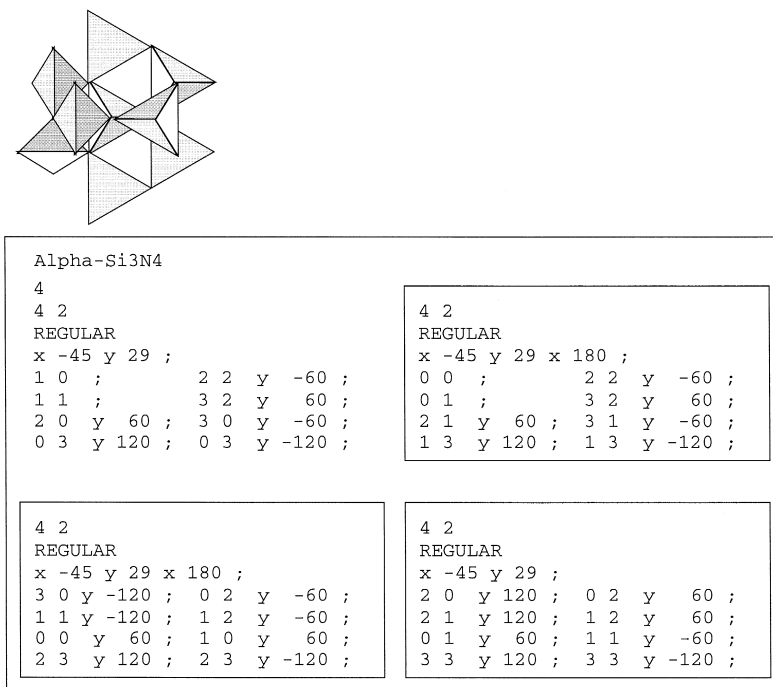 Alpha-Si3N4
4
4 2
REGULAR
x -45 y 29 ;
1 0 ; 2 2 y -60 ;
1 1 ; 3 2 y 60 ;
2 0 y 60 ; 3 0 y -60 ;
0 3 y 120 ; 0 3 y -120 ;
4 2
REGULAR
x -45 y 29 x 180 ;
0 0 ; 2 2 y -60 ;
0 1 ; 3 2 y 60 ;
2 1 y 60 ; 3 1 y -60 ;
1 3 y 120 ; 1 3 y -120 ;
4 2
REGULAR
x -45 y 29 x 180 ;
3 0 y -120 ; 0 2 y -60 ;
1 1 y -120 ; 1 2 y -60 ;
0 0 y 60 ; 1 0 y 60 ;
2 3 y 120 ; 2 3 y -120 ;
4 2
REGULAR
x -45 y 29 ;
2 0 y 120 ; 0 2 y 60 ;
2 1 y 120 ; 1 2 y 60 ;
0 1 y 60 ; 1 1 y -60 ;
3 3 y 120 ; 3 3 y -120 ;